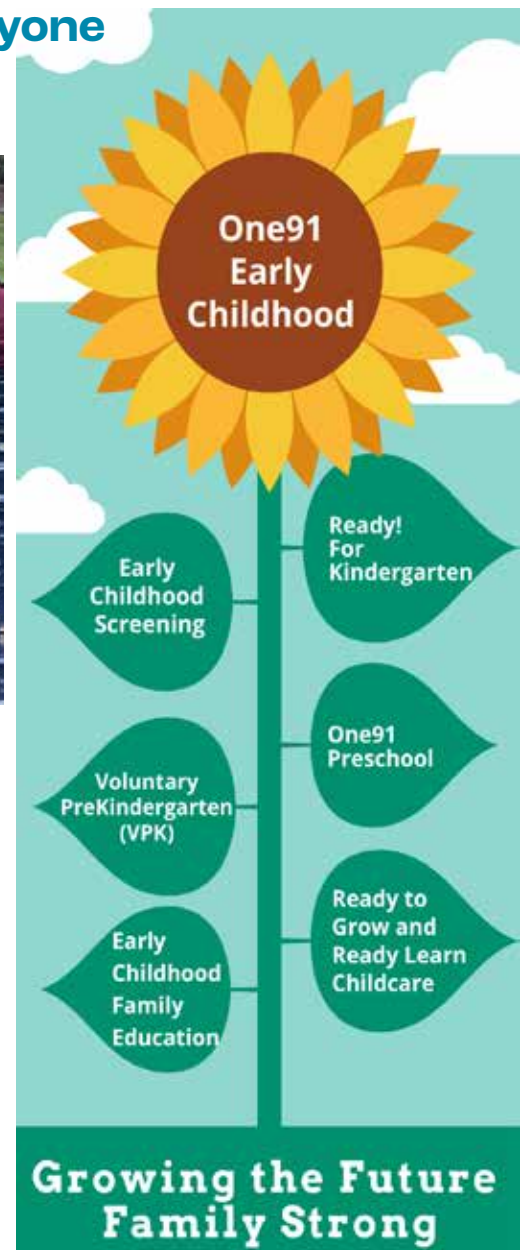 One91
Early
Childhood
Ready!
For
Kindergarten
Early
Childhood
Screening
One91
Preschool
Voluntary
PreKindergarten
(VPK)
Ready to
Grow and
Ready Learn
Childcare
Early
Childhood
Family
Education
Growing the Future
Family Strong